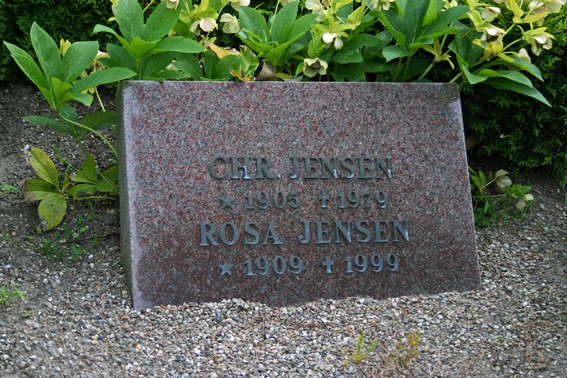 CHR. JENSEN
★ 1905 ✝ 1979
ROSA JENSEN
★ 1909 ✝ 1999